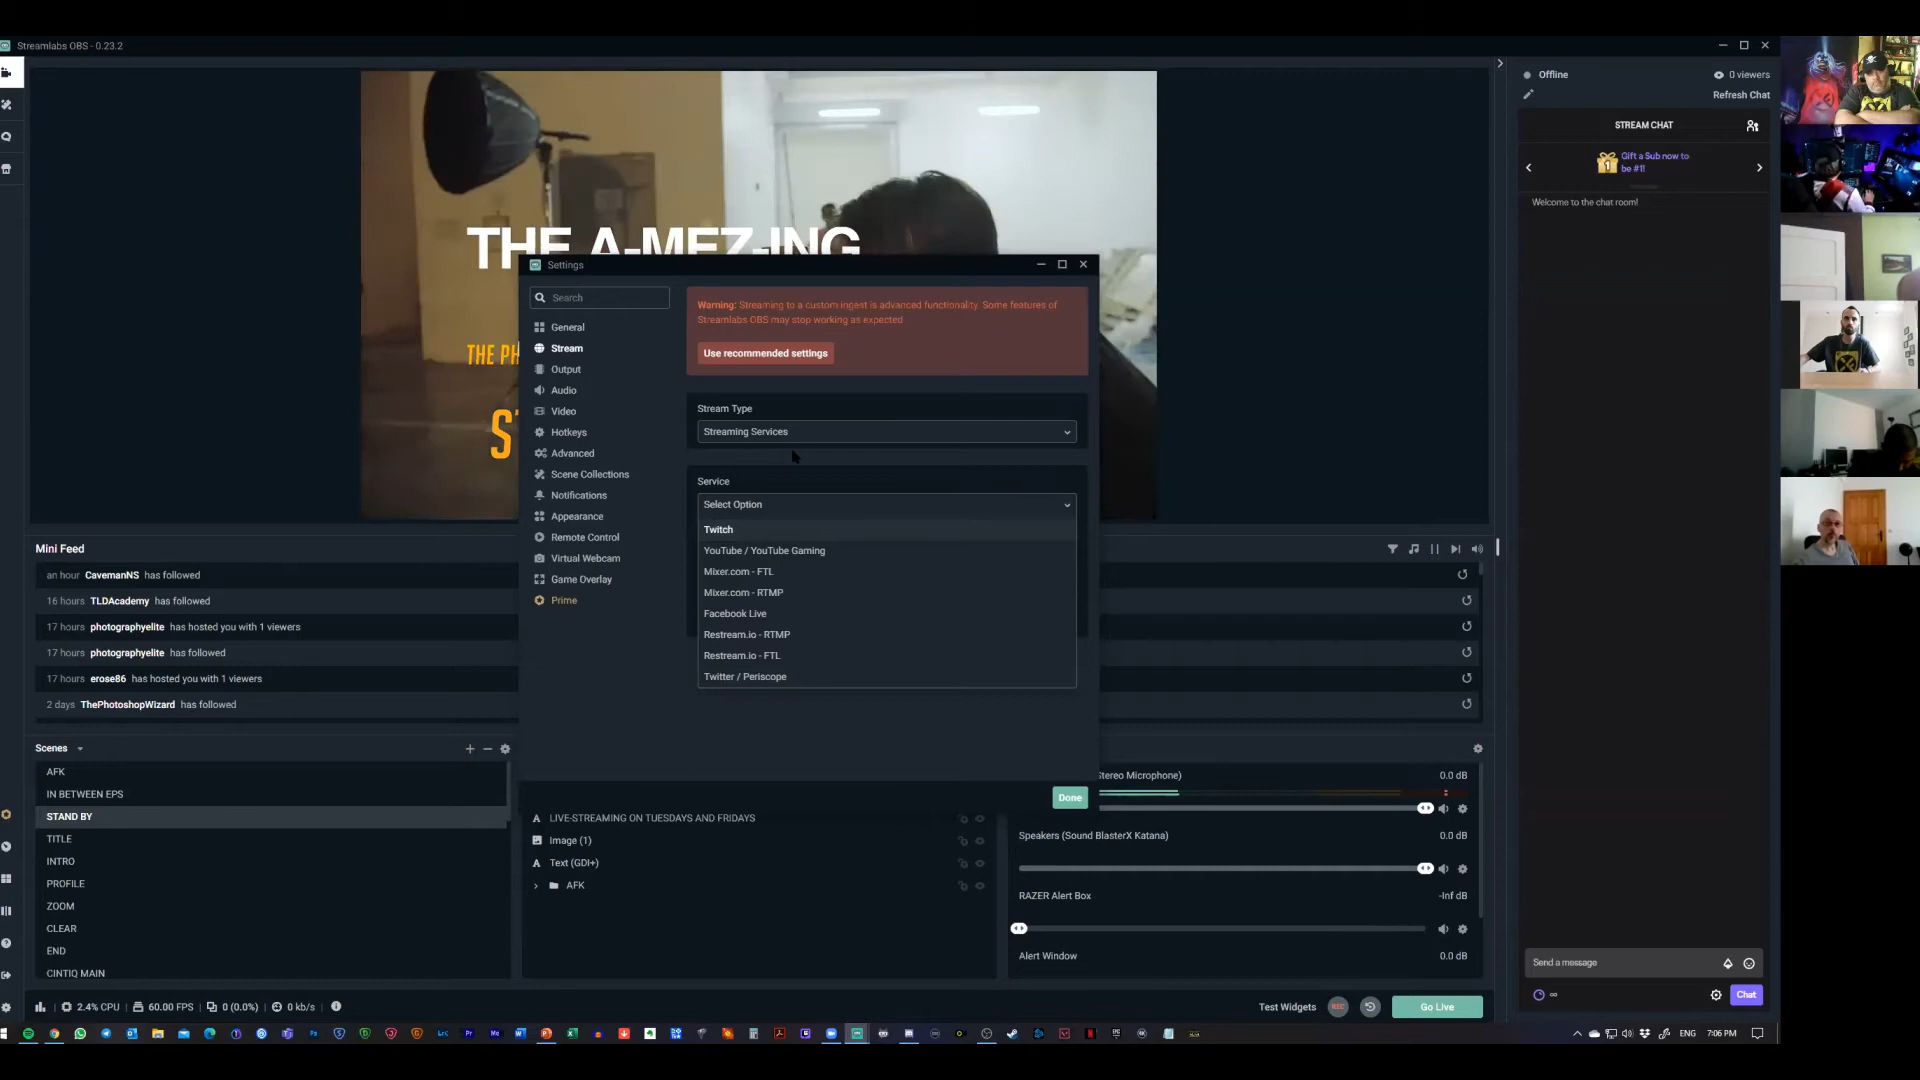 Streamlabs OBS - 0.23.2
THE A-MEZ-ING
THE PH
ST
Settings
Search
General
Stream
Output
Audio
Video
Hotkeys
Advanced
Scene Collections
Notifications
Appearance
Remote Control
Virtual Webcam
Game Overlay
Prime
Warning: Streaming to a custom ingest is advanced functionality. Some features of
Streamlabs OBS may stop working as expected
Use recommended settings
Stream Type
Streaming Services
Service
Select Option
Twitch
YouTube / YouTube Gaming
Mixer.com - FTL
Mixer.com - RTMP
Facebook Live
Restream.io - RTMP
Restream.io - FTL
Twitter / Periscope
Done
Offline
0 viewers
Refresh Chat
STREAM CHAT
1
Gift a Sub now to
be #1!
Welcome to the chat room!
Mini Feed
an hour CavemanNS has followed
16 hours TLDAcademy has followed
17 hours photographyelite has hosted you with 1 viewers
17 hours photographyelite has followed
17 hours erose86 has hosted you with 1 viewers
2 days ThePhotoshopWizard has followed
Scenes
AFK
IN BETWEEN EPS
STAND BY
TITLE
INTRO
PROFILE
ZOOM
CLEAR
END
CINTIQ MAIN
LIVE-STREAMING ON TUESDAYS AND FRIDAYS
Image (1)
Text (GDI+)
AFK
Stereo Microphone)
0.0 dB
Speakers (Sound BlasterX Katana)
0.0 dB
RAZER Alert Box
-Inf dB
Alert Window
0.0 dB
Send a message
Chat
2.4% CPU
60.00 FPS
0 (0.0%)
0 kb/s
Test Widgets
REC
Go Live
ENG
7:06 PM